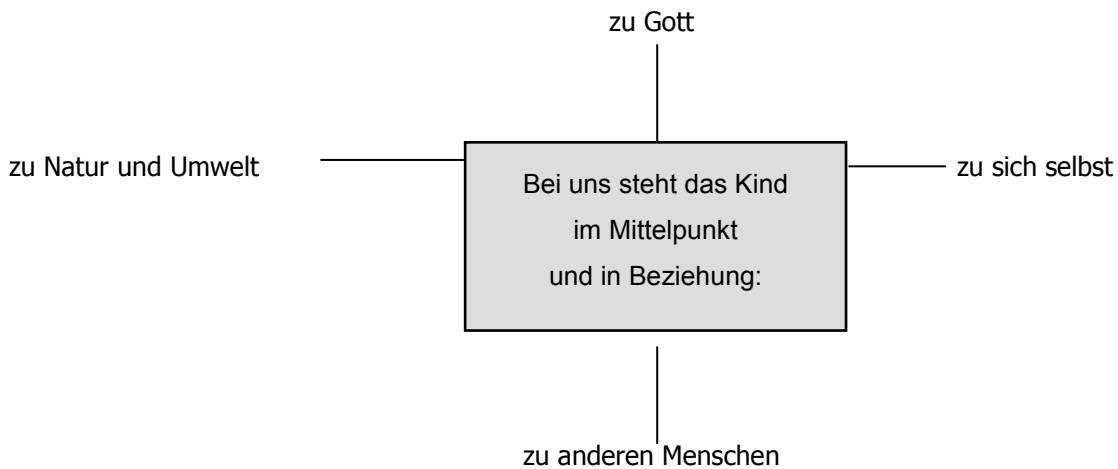 zu Gott
zu Natur und Umwelt
zu sich selbst
Bei uns steht das Kind
im Mittelpunkt
und in Beziehung:
zu anderen Menschen